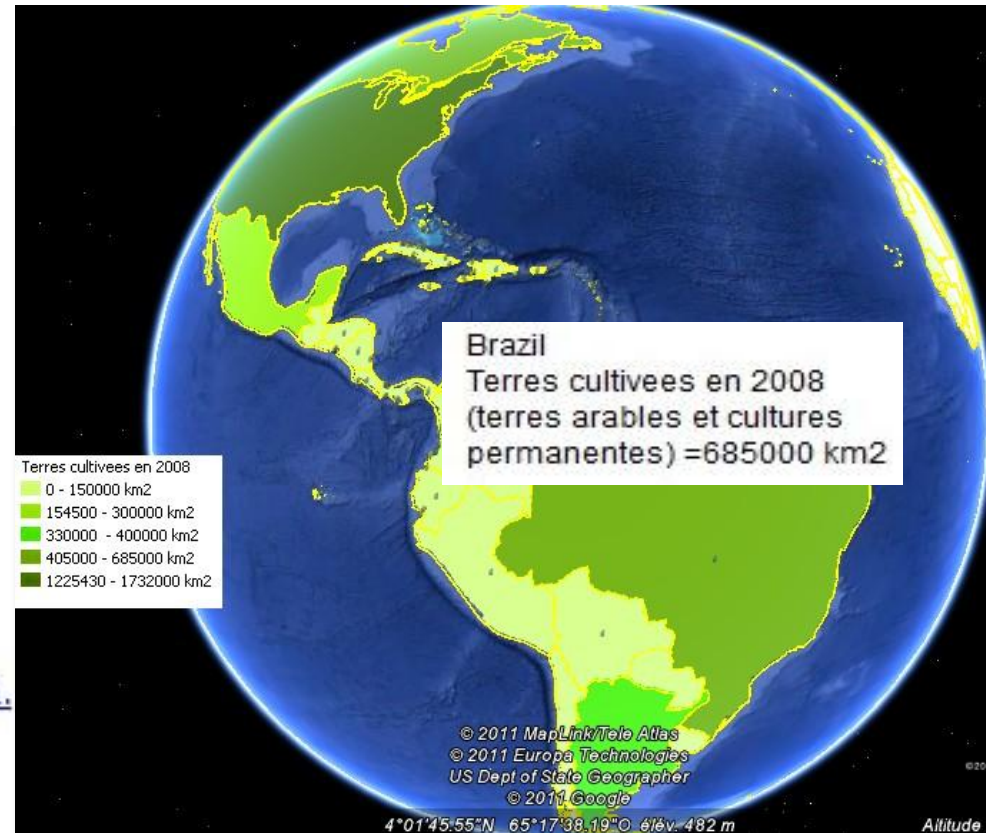 Brazil
Terres cultivees en 2008
(terres arables et cultures
permanentes) =685000 km2
Terres cultivees en 2008
0 - 150000 km2
154500 - 300000 km2
330000 - 400000 km2
405000 - 685000 km2
1225430 - 1732000 km2
© 2011 MapLink/Tele Atlas
© 2011 Europa Technologies
US Dept of State Geographer
© 2011 Google
©20
4°01'45.55"N 65°17'38.19"O élév. 482 m Altitude